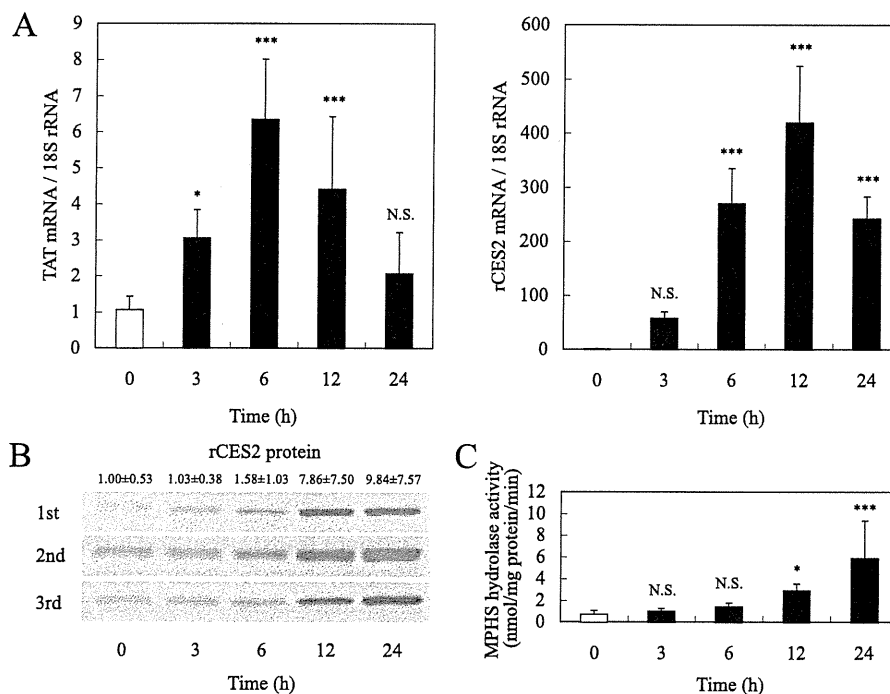 A
TAT mRNA / 18S rRNA
9
8
7
6
5
4
3
2
1
0
*
***
***
N.S.
0 3 6 12 24
Time (h)
rCES2 mRNA / 18S rRNA
600
500
400
300
200
100
0
N.S.
***
***
***
0 3 6 12 24
Time (h)
B
rCES2 protein
1.00±0.53 1.03±0.38 1.58±1.03 7.86±7.50 9.84±7.57
1st
2nd
3rd
0 3 6 12 24
Time (h)
C
MPHS hydrolase activity
(nmol/mg protein/min)
12
10
8
6
4
2
0
N.S.
N.S.
*
***
0 3 6 12 24
Time (h)